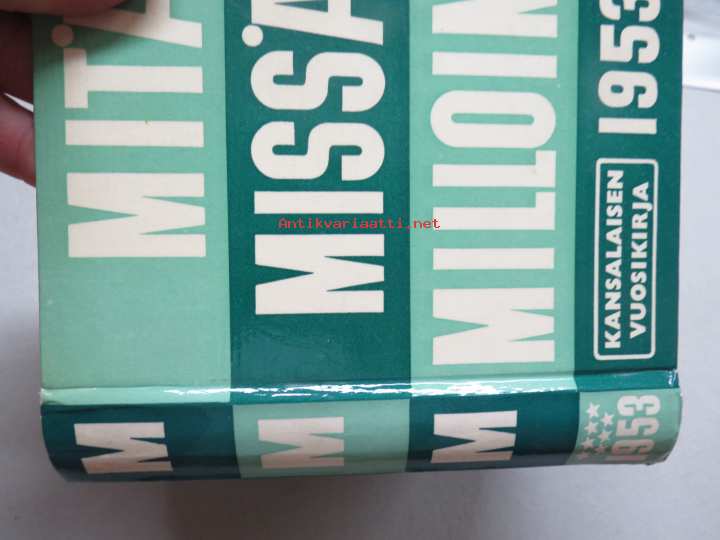 MITÄ
MISSÄ
MILLOIN
1953
KANSALAISEN
VUOSIKIRJA
M
M
M
1953
Antikvariaatti.net